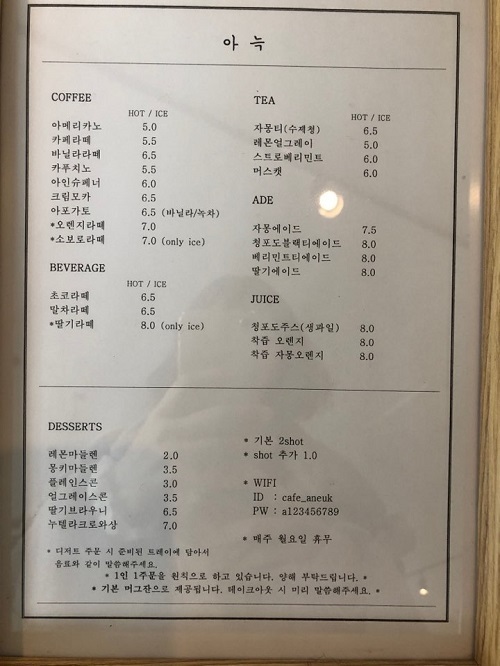 아늑
COFFEE
HOT / ICE
아메리카노 5.0
카페라떼 5.5
바닐라라떼 6.5
카푸치노 5.5
아인슈페너 6.0
크림모카 6.5
아포가토 6.5 (바닐라/녹차)
*오렌지라떼 7.0
*소보로라떼 7.0 (only ice)
BEVERAGE
HOT / ICE
초코라떼 6.5
말차라떼 6.5
*딸기라떼 8.0 (only ice)
TEA
HOT / ICE
자몽티(수제청) 6.5
레몬얼그레이 5.0
스트로베리민트 6.0
머스캣 6.0
ADE
자몽에이드 7.5
청포도블랙티에이드 8.0
베리민트티에이드 8.0
딸기에이드 8.0
JUICE
청포도주스(생과일) 8.0
착즙 오렌지 8.0
착즙 자몽오렌지 8.0
DESSERTS
레몬마들렌 2.0
몽키마들렌 3.5
플레인스콘 3.0
얼그레이스콘 3.5
딸기브라우니 6.5
누텔라크로와상 7.0
* 기본 2shot
* shot 추가 1.0
* WIFI
ID : cafe_aneuk
PW : a123456789
* 매주 월요일 휴무
* 디저트 주문 시 준비된 트레이에 담아서
음료와 같이 말씀해주세요.
* 1인 1주문을 원칙으로 하고 있습니다. 양해 부탁드립니다. *
* 기본 머그잔으로 제공됩니다. 테이크아웃 시 미리 말씀해주세요. *